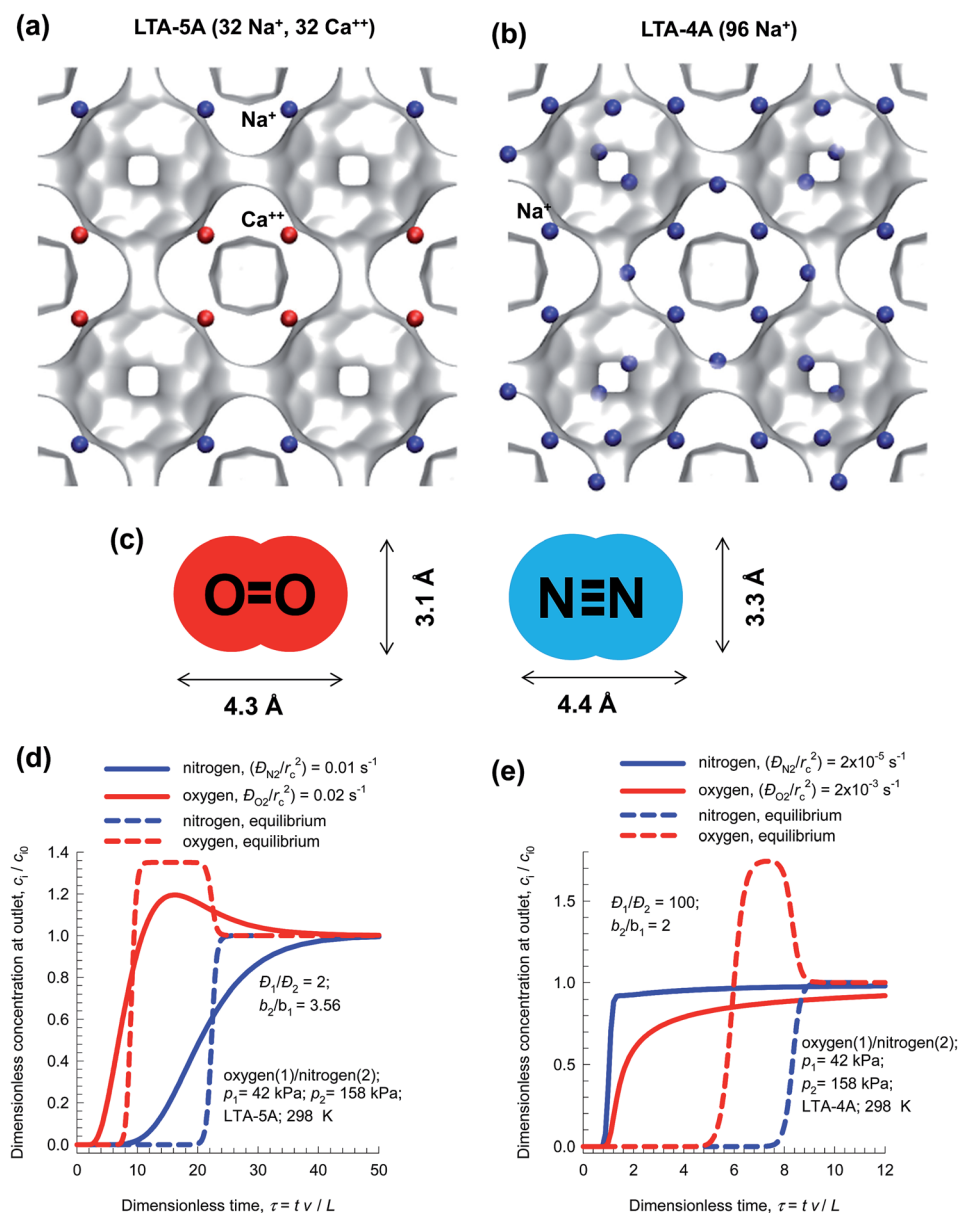 (a)
LTA-5A (32 Na⁺, 32 Ca⁺⁺)
Na⁺
Ca⁺⁺
(b)
LTA-4A (96 Na⁺)
Na⁺
(c)
O=O
3.1 Å
4.3 Å
N≡N
3.3 Å
4.4 Å
(d)
nitrogen, (Đ_N2/r_c²) = 0.01 s⁻¹
oxygen, (Đ_O2/r_c²) = 0.02 s⁻¹
nitrogen, equilibrium
oxygen, equilibrium
Dimensionless concentration at outlet, c_i / c_i0
1.4
1.2
1.0
0.8
0.6
0.4
0.2
0.0
Đ₁/Đ₂ = 2;
b₂/b₁ = 3.56
oxygen(1)/nitrogen(2);
p₁= 42 kPa; p₂= 158 kPa;
LTA-5A; 298 K
0 10 20 30 40 50
Dimensionless time, τ = t v / L
(e)
nitrogen, (Đ_N2/r_c²) = 2x10⁻⁵ s⁻¹
oxygen, (Đ_O2/r_c²) = 2x10⁻³ s⁻¹
nitrogen, equilibrium
oxygen, equilibrium
Dimensionless concentration at outlet, c_i / c_i0
1.5
1.0
0.5
0.0
Đ₁/Đ₂ = 100;
b₂/b₁ = 2
oxygen(1)/nitrogen(2);
p₁= 42 kPa;
p₂= 158 kPa;
LTA-4A; 298 K
0 2 4 6 8 10 12
Dimensionless time, τ = t v / L